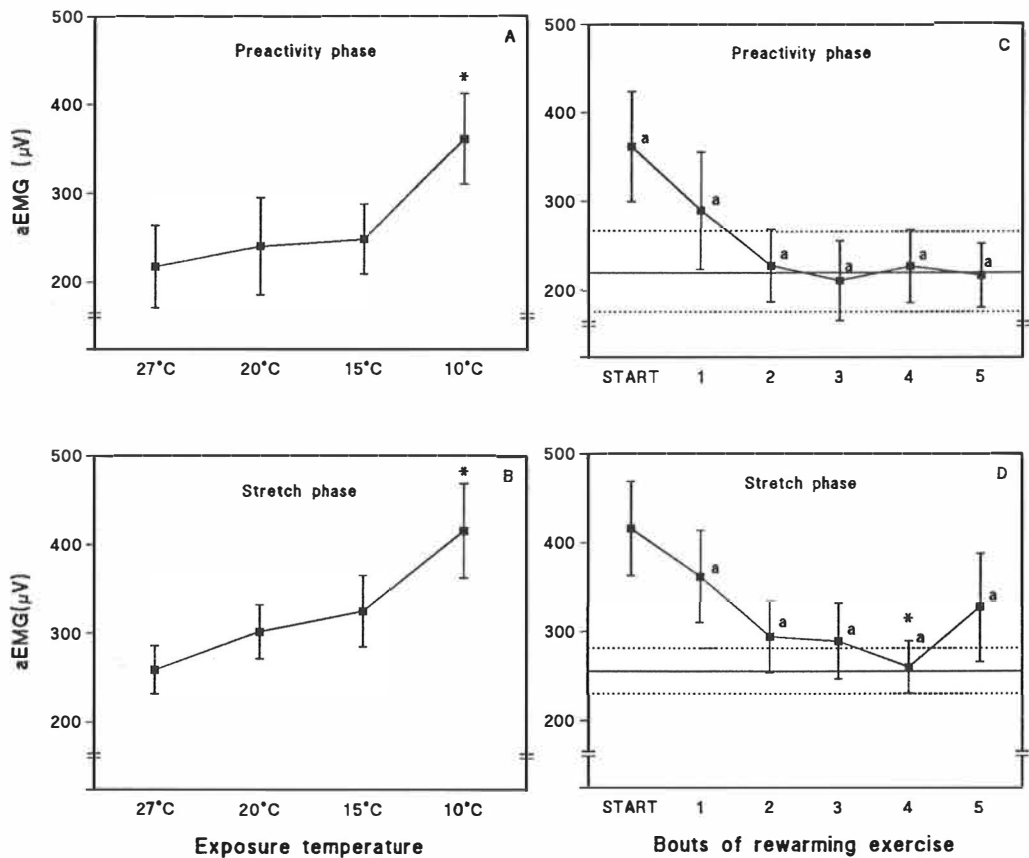 A
Preactivity phase
*
aEMG (μV)
500
400
300
200
27°C 20°C 15°C 10°C
C
Preactivity phase
500
400
300
200
a a a a a a
START 1 2 3 4 5
B
Stretch phase
*
aEMG(μV)
500
400
300
200
27°C 20°C 15°C 10°C
Exposure temperature
D
Stretch phase
500
400
300
200
*
a a a a a
START 1 2 3 4 5
Bouts of rewarming exercise